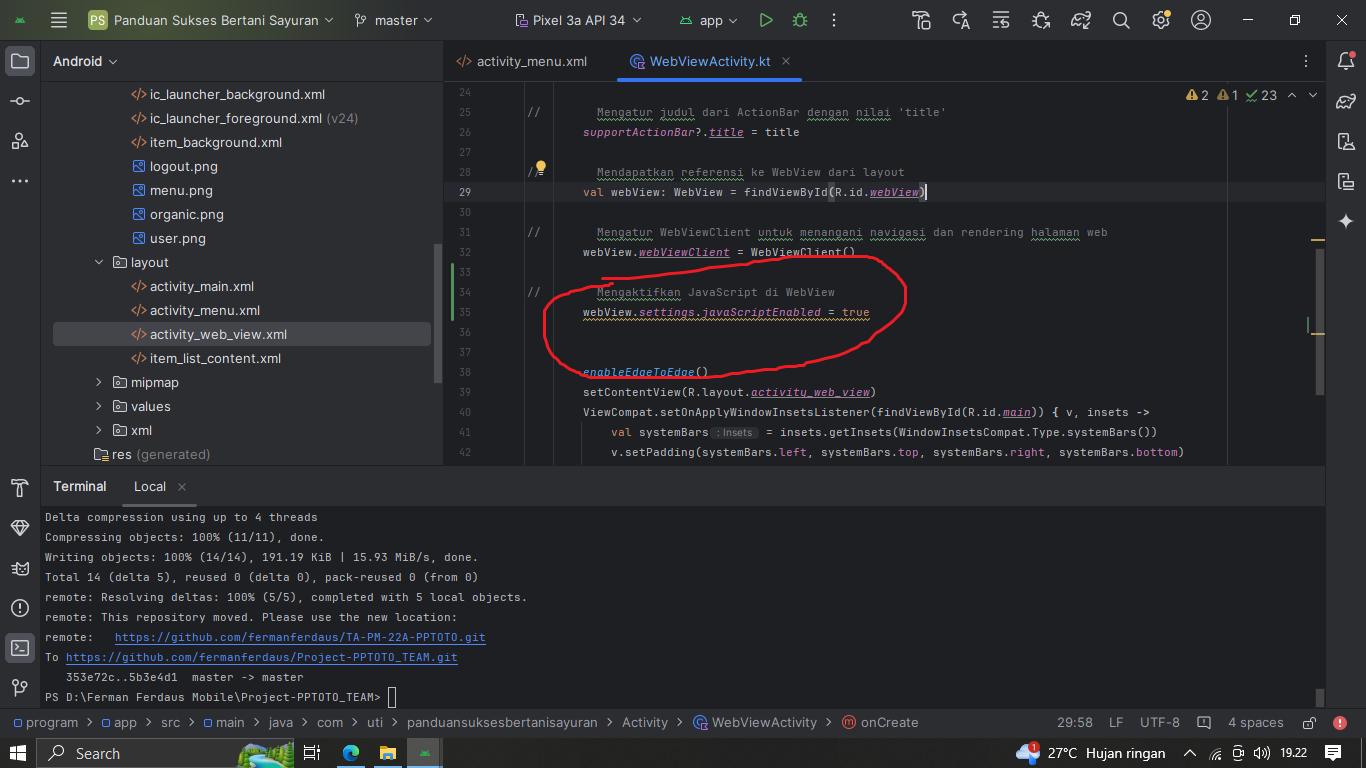 PS Panduan Sukses Bertani Sayuran master Pixel 3a API 34 app
Android
activity_menu.xml WebViewActivity.kt
2 1 23
ic_launcher_background.xml
ic_launcher_foreground.xml (v24)
item_background.xml
logout.png
menu.png
organic.png
user.png
layout
activity_main.xml
activity_menu.xml
activity_web_view.xml
item_list_content.xml
mipmap
values
xml
res (generated)
24
25 // Mengatur judul dari ActionBar dengan nilai 'title'
26 supportActionBar?.title = title
27
28 // Mendapatkan referensi ke WebView dari layout
29 val webView: WebView = findViewById(R.id.webView)
30
31 // Mengatur WebViewClient untuk menangani navigasi dan rendering halaman web
32 webView.webViewClient = WebViewClient()
33
34 // Mengaktifkan JavaScript di WebView
35 webView.settings.javaScriptEnabled = true
36
37
38 enableEdgeToEdge()
39 setContentView(R.layout.activity_web_view)
40 ViewCompat.setOnApplyWindowInsetsListener(findViewById(R.id.main)) { v, insets ->
41 val systemBars : Insets = insets.getInsets(WindowInsetsCompat.Type.systemBars())
42 v.setPadding(systemBars.left, systemBars.top, systemBars.right, systemBars.bottom)
Terminal Local
Delta compression using up to 4 threads
Compressing objects: 100% (11/11), done.
Writing objects: 100% (14/14), 191.19 KiB | 15.93 MiB/s, done.
Total 14 (delta 5), reused 0 (delta 0), pack-reused 0 (from 0)
remote: Resolving deltas: 100% (5/5), completed with 5 local objects.
remote: This repository moved. Please use the new location:
remote: https://github.com/fermanferdaus/TA-PM-22A-PPTOTO.git
To https://github.com/fermanferdaus/Project-PPTOTO_TEAM.git
353e72c..5b3e4d1 master -> master
PS D:\Ferman Ferdaus Mobile\Project-PPTOTO_TEAM>
program > app > src > main > java > com > uti > panduansuksesbertanisayuran > Activity > WebViewActivity > onCreate 29:58 LF UTF-8 4 spaces
Search 1 27°C Hujan ringan 19.22